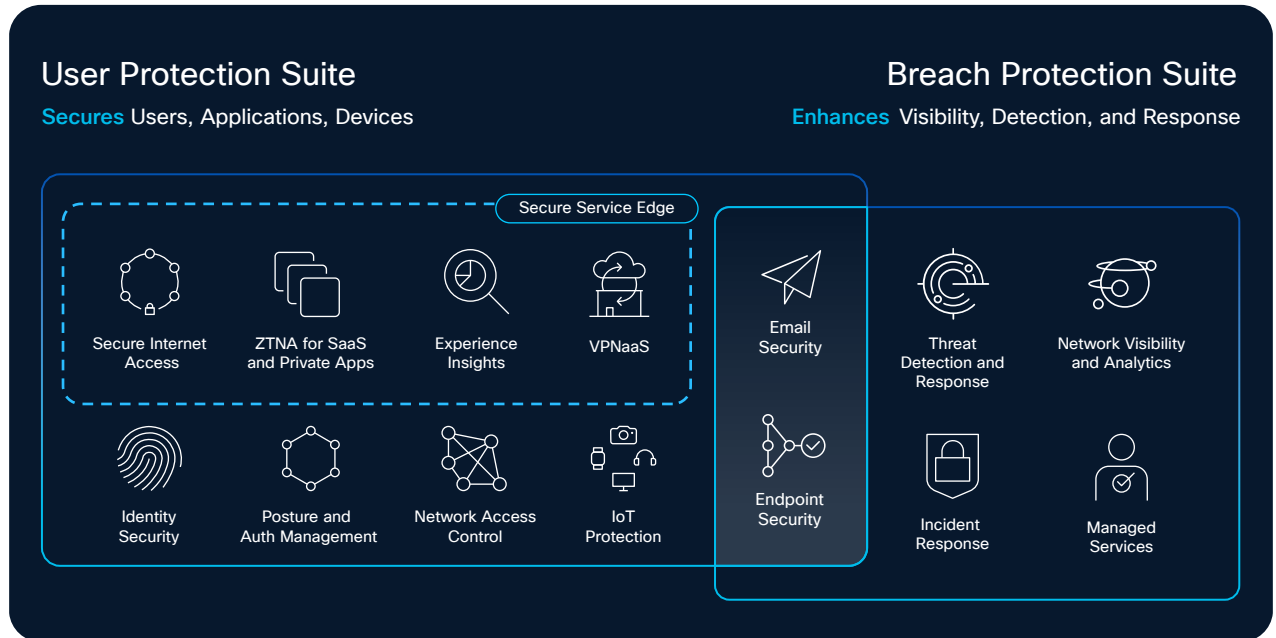 User Protection Suite
Secures Users, Applications, Devices
Breach Protection Suite
Enhances Visibility, Detection, and Response
Secure Service Edge
Secure Internet
Access
ZTNA for SaaS
and Private Apps
Experience
Insights
VPNaaS
Email
Security
Threat
Detection and
Response
Network Visibility
and Analytics
Identity
Security
Posture and
Auth Management
Network Access
Control
IoT
Protection
Endpoint
Security
Incident
Response
Managed
Services